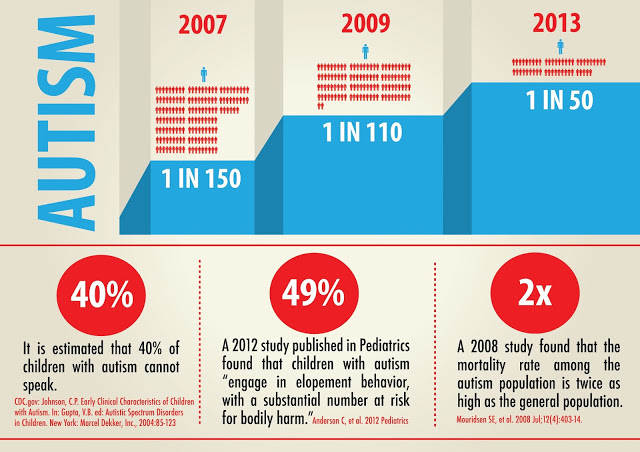 AUTISM
2007
2009
2013
1 IN 150
1 IN 110
1 IN 50
40%
It is estimated that 40% of
children with autism cannot
speak.
CDC.gov: Johnson, C.P. Early Clinical Characteristics of Children
with Autism. In: Gupta, V.B. ed: Autistic Spectrum Disorders
in Children. New York: Marcel Dekker, Inc., 2004:85-123
49%
A 2012 study published in Pediatrics
found that children with autism
"engage in elopement behavior,
with a substantial number at risk
for bodily harm." Anderson C, et al. 2012 Pediatrics
2x
A 2008 study found that the
mortality rate among the
autism population is twice as
high as the general population.
Mouridsen SE, et al. 2008 Jul;12(4):403-14.